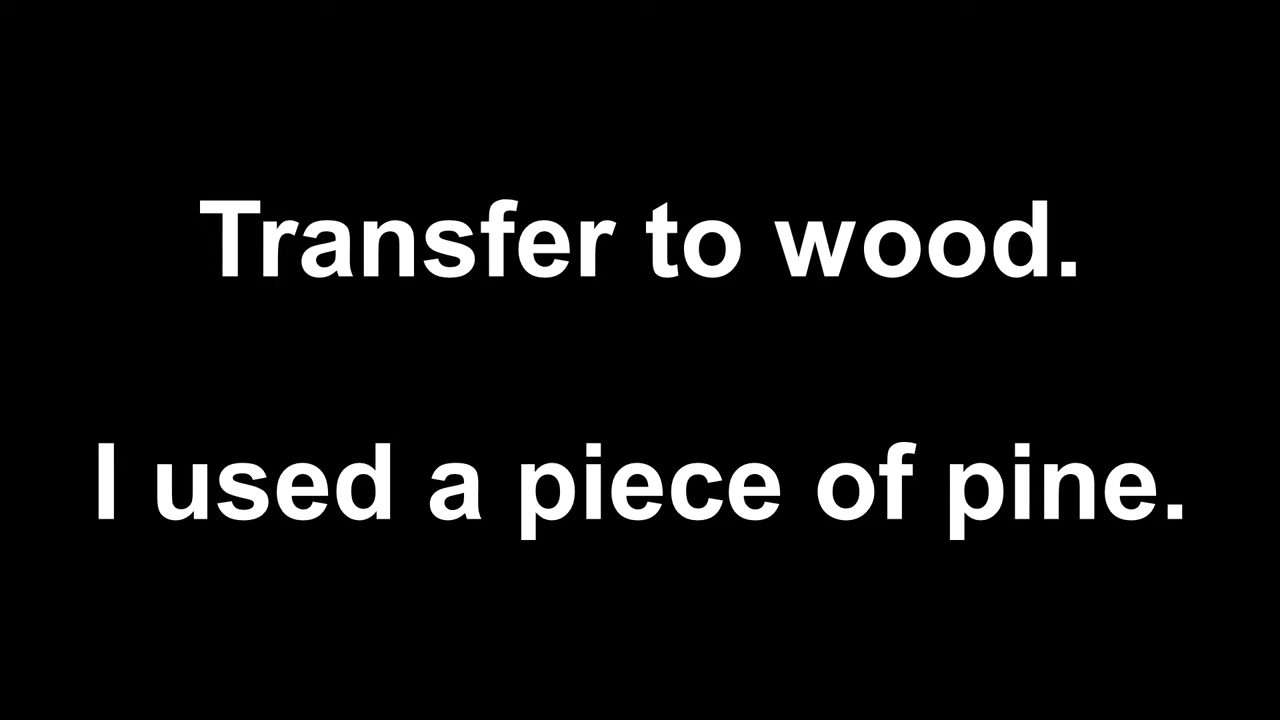 Transfer to wood.
I used a piece of pine.